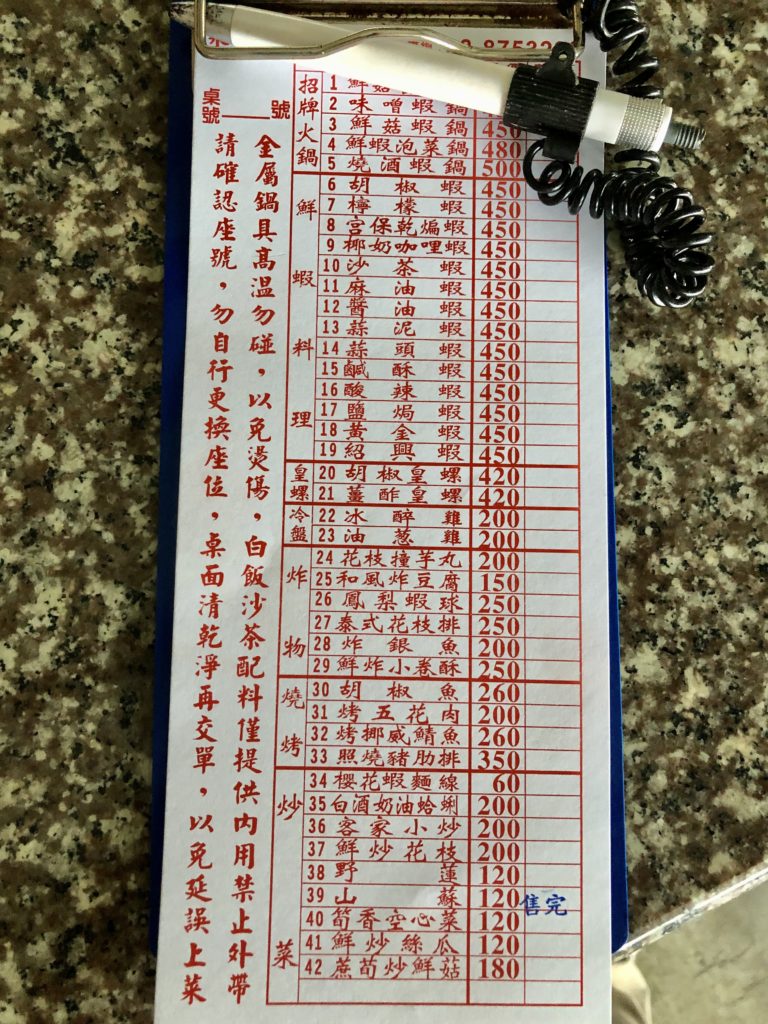 桌號 號
招牌火鍋
1 鮮菇
2 味噌蝦鍋
3 鮮菇蝦鍋 450
4 鮮蝦泡菜鍋 480
5 燒酒蝦鍋 500
鮮蝦料理
6 胡椒蝦 450
7 檸檬蝦 450
8 宮保乾煸蝦 450
9 椰奶咖哩蝦 450
10 沙茶蝦 450
11 麻油蝦 450
12 醬油蝦 450
13 蒜泥蝦 450
14 蒜頭蝦 450
15 鹹酥蝦 450
16 酸辣蝦 450
17 鹽焗蝦 450
18 黃金蝦 450
19 紹興蝦 450
皇螺
20 胡椒皇螺 420
21 薑酢皇螺 420
冷盤
22 冰醉雞 200
23 油蔥雞 200
炸物
24 花枝撞芋丸 200
25 和風炸豆腐 150
26 鳳梨蝦球 250
27 泰式花枝排 250
28 炸銀魚 200
29 鮮炸小卷酥 250
燒烤
30 胡椒魚 260
31 烤五花肉 200
32 烤挪威鯖魚 260
33 照燒豬肋排 350
炒菜
34 櫻花蝦麵線 60
35 白酒奶油蛤蜊 200
36 客家小炒 200
37 鮮炒花枝 200
38 野蓮 120
39 山蘇 120 售完
40 筍香空心菜 120
41 鮮炒絲瓜 120
42 蔗筍炒鮮菇 180
金屬鍋具高溫勿碰，以免燙傷，白飯沙茶配料僅提供內用禁止外帶
請確認座號，勿自行更換座位，桌面清乾淨再交單，以免延誤上菜